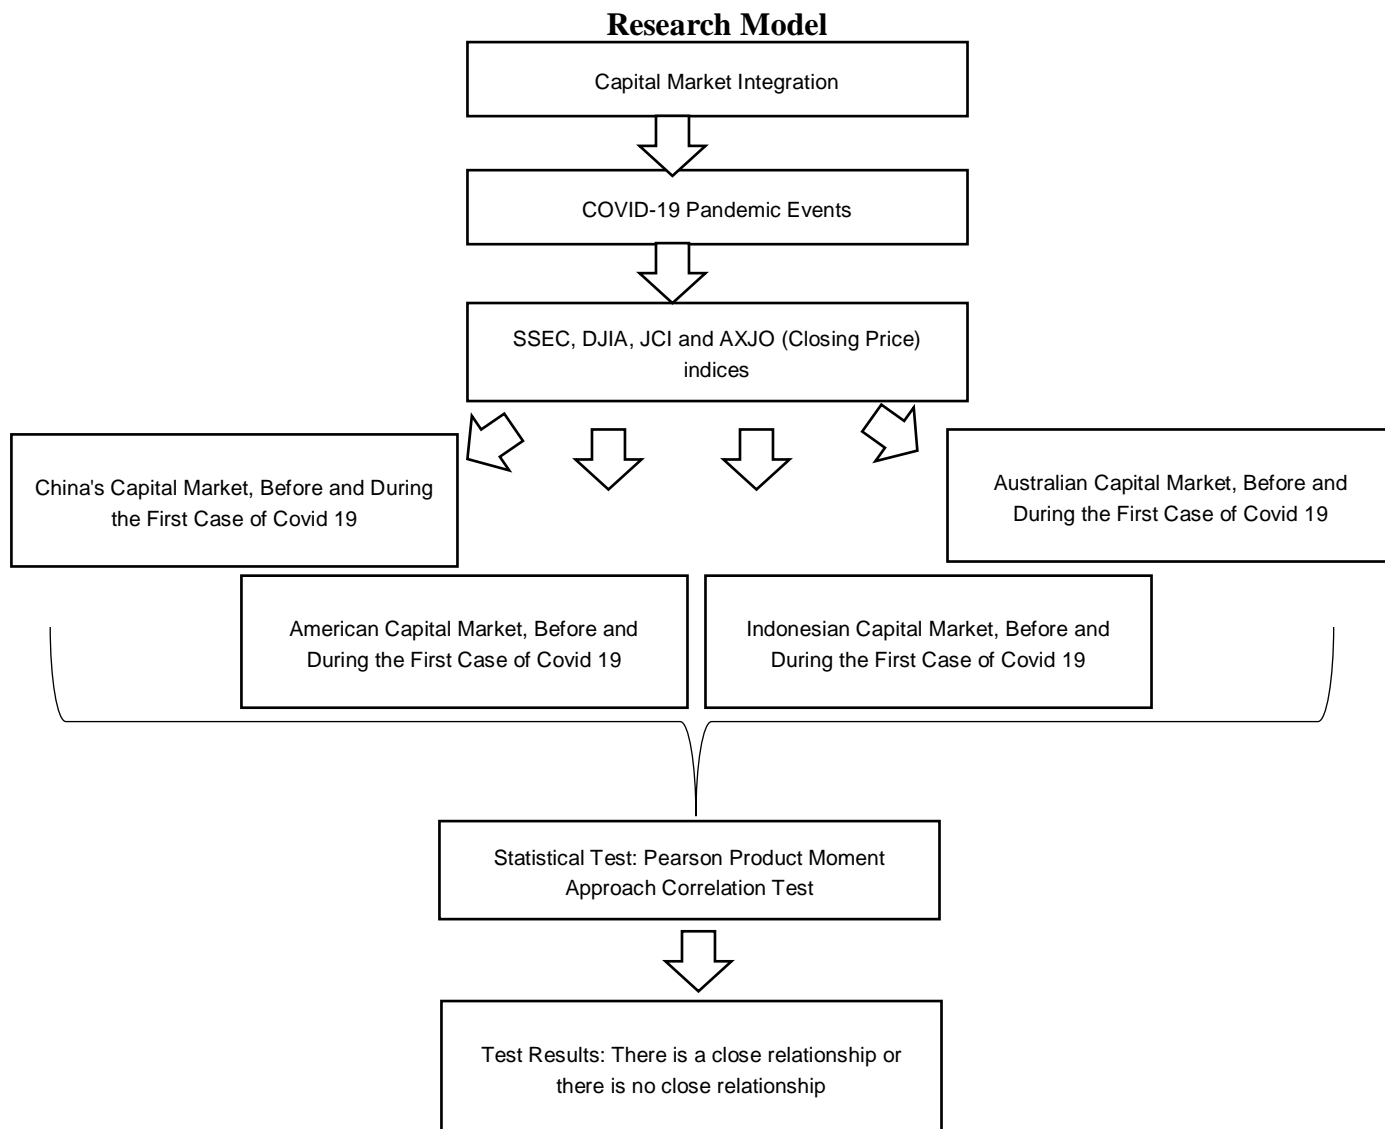 Research Model
Capital Market Integration
COVID-19 Pandemic Events
SSEC, DJIA, JCI and AXJO (Closing Price)
indices
China's Capital Market, Before and During
the First Case of Covid 19
Australian Capital Market, Before and
During the First Case of Covid 19
American Capital Market, Before and
During the First Case of Covid 19
Indonesian Capital Market, Before and
During the First Case of Covid 19
Statistical Test: Pearson Product Moment
Approach Correlation Test
Test Results: There is a close relationship or
there is no close relationship